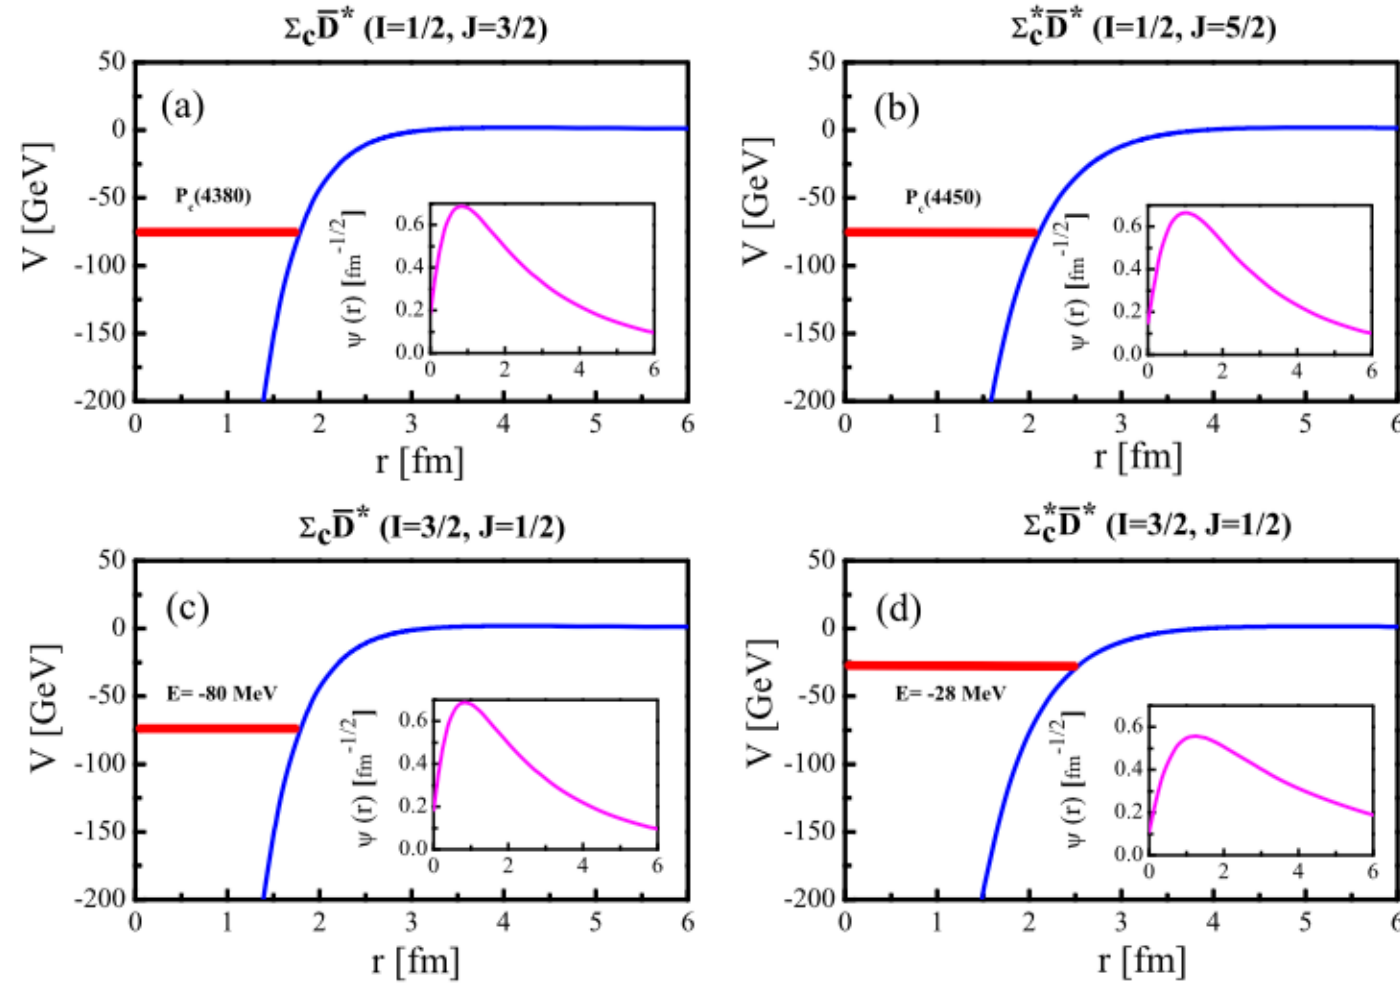 Σc D̅* (I=1/2, J=3/2)
(a)
V [GeV]
50
0
-50
-100
-150
-200
Pc(4380)
ψ (r) [fm^-1/2]
0.6
0.4
0.2
0.0
0 2 4 6
0 1 2 3 4 5 6
r [fm]
Σc* D̅* (I=1/2, J=5/2)
(b)
V [GeV]
50
0
-50
-100
-150
-200
Pc(4450)
ψ (r) [fm^-1/2]
0.6
0.4
0.2
0.0
0 2 4 6
0 1 2 3 4 5 6
r [fm]
Σc D̅* (I=3/2, J=1/2)
(c)
V [GeV]
50
0
-50
-100
-150
-200
E= -80 MeV
ψ (r) [fm^-1/2]
0.6
0.4
0.2
0.0
0 2 4 6
0 1 2 3 4 5 6
r [fm]
Σc* D̅* (I=3/2, J=1/2)
(d)
V [GeV]
50
0
-50
-100
-150
-200
E= -28 MeV
ψ (r) [fm^-1/2]
0.6
0.4
0.2
0.0
0 2 4 6
0 1 2 3 4 5 6
r [fm]